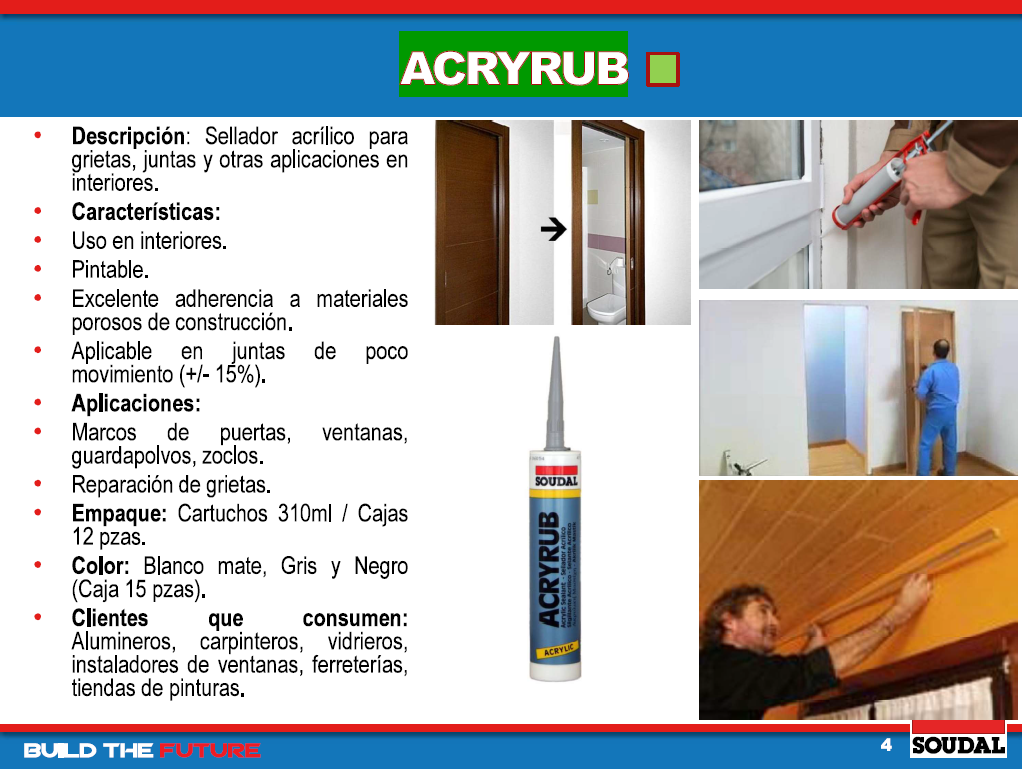 ACRYRUB
• Descripción: Sellador acrílico para
grietas, juntas y otras aplicaciones en
interiores.
• Características:
• Uso en interiores.
• Pintable.
• Excelente adherencia a materiales
porosos de construcción.
• Aplicable en juntas de poco
movimiento (+/- 15%).
• Aplicaciones:
• Marcos de puertas, ventanas,
guardapolvos, zoclos.
• Reparación de grietas.
• Empaque: Cartuchos 310ml / Cajas
12 pzas.
• Color: Blanco mate, Gris y Negro
(Caja 15 pzas).
• Clientes que consumen:
Alumineros, carpinteros, vidrieros,
instaladores de ventanas, ferreterías,
tiendas de pinturas.
SOUDAL
ACRYRUB
Acrylic Sealant - Sellador Acrílico
ACRYLIC
BUILD THE FUTURE
4
SOUDAL